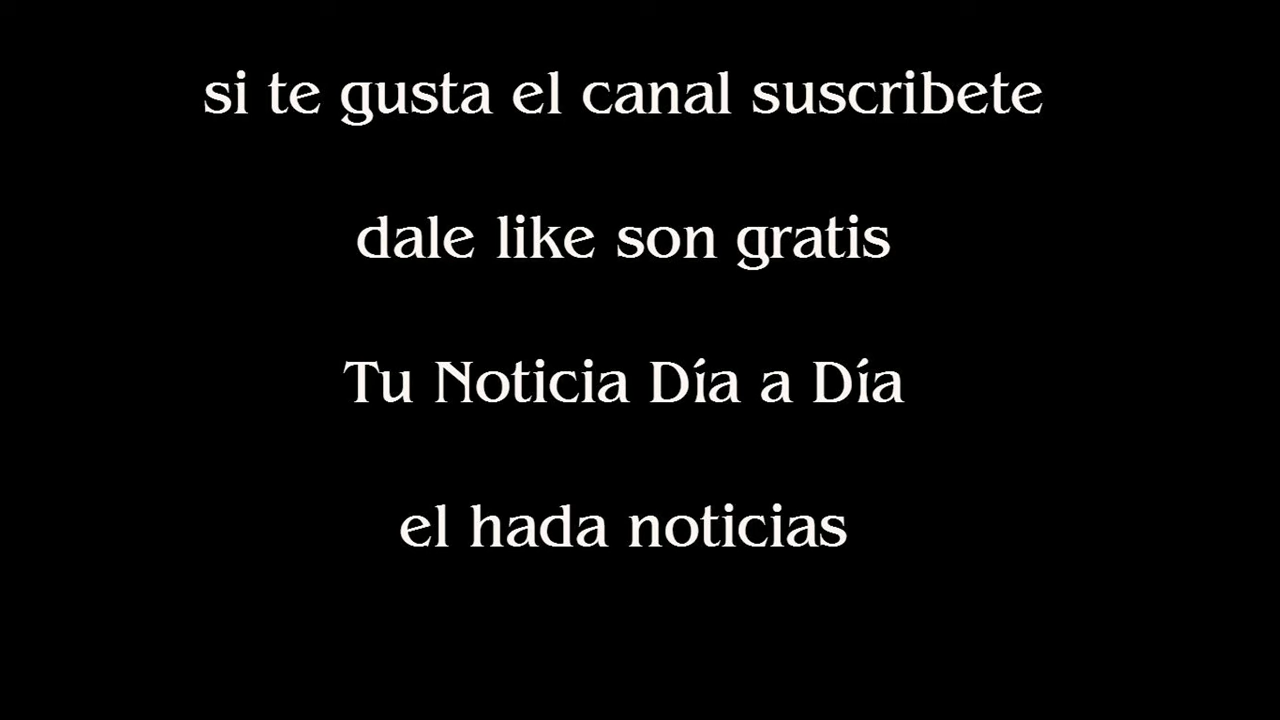 si te gusta el canal suscribete
dale like son gratis
Tu Noticia Día a Día
el hada noticias